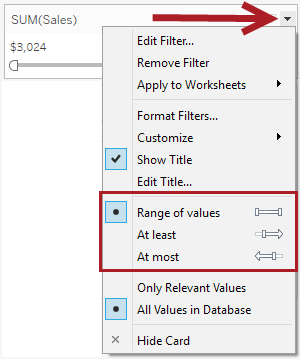 SUM(Sales)
$3,024
Edit Filter...
Remove Filter
Apply to Worksheets
Format Filters...
Customize
Show Title
Edit Title...
Range of values
At least
At most
Only Relevant Values
All Values in Database
Hide Card